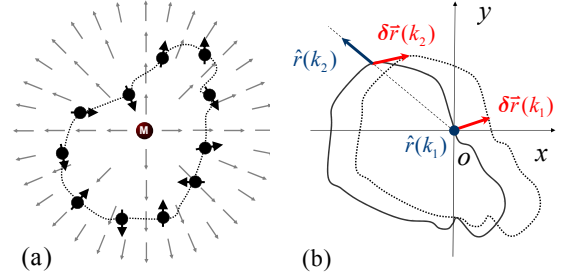 M
(a)
y
r̂(k₂)
δr⃗(k₂)
δr⃗(k₁)
r̂(k₁)
o
x
(b)